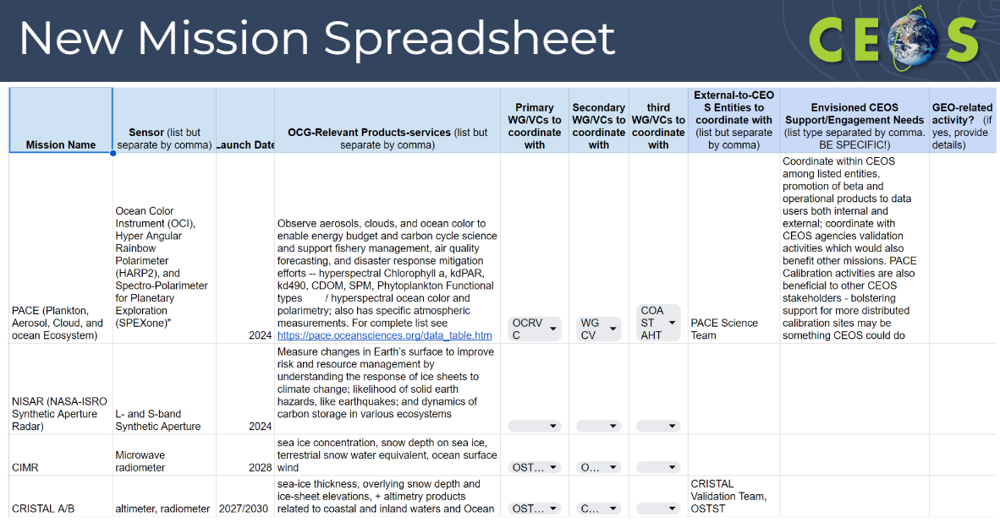 New Mission Spreadsheet
CEOS
Mission Name
Sensor (list but
separate by comma)
Launch Date
OCG-Relevant Products-services (list but
separate by comma)
Primary
WG/VCs to
coordinate
with
Secondary
WG/VCs to
coordinate
with
third
WG/VCs to
coordinate
with
External-to-CEO
S Entities to
coordinate with
(list but separate
by comma)
Envisioned CEOS
Support/Engagement Needs
(list type separated by comma.
BE SPECIFIC!)
GEO-related
activity? (if
yes, provide
details)
PACE (Plankton,
Aerosol, Cloud, and
ocean Ecosystem)
Ocean Color
Instrument (OCI),
Hyper Angular
Rainbow
Polarimeter
(HARP2), and
Spectro-Polarimeter
for Planetary
Exploration
(SPEXone)"
2024
Observe aerosols, clouds, and ocean color to
enable energy budget and carbon cycle science
and support fishery management, air quality
forecasting, and disaster response mitigation
efforts -- hyperspectral Chlorophyll a, kdPAR,
kd490, CDOM, SPM, Phytoplankton Functional
types / hyperspectral ocean color and
polarimetry; also has specific atmospheric
measurements. For complete list see
https://pace.oceansciences.org/data_table.htm
OCRV
C
WG
CV
COA
ST
AHT
PACE Science
Team
Coordinate within CEOS
among listed entities,
promotion of beta and
operational products to data
users both internal and
external; coordinate with
CEOS agencies validation
activities which would also
benefit other missions. PACE
Calibration activities are also
beneficial to other CEOS
stakeholders - bolstering
support for more distributed
calibration sites may be
something CEOS could do
NISAR (NASA-ISRO
Synthetic Aperture
Radar)
L- and S-band
Synthetic Aperture
2024
Measure changes in Earth's surface to improve
risk and resource management by
understanding the response of ice sheets to
climate change; likelihood of solid earth
hazards, like earthquakes; and dynamics of
carbon storage in various ecosystems
CIMR
Microwave
radiometer
2028
sea ice concentration, snow depth on sea ice,
terrestrial snow water equivalent, ocean surface
wind
OST...
O...
CRISTAL A/B
altimeter, radiometer
2027/2030
sea-ice thickness, overlying snow depth and
ice-sheet elevations, + altimetry products
related to coastal and inland waters and Ocean
OST...
C...
CRISTAL
Validation Team,
OSTST